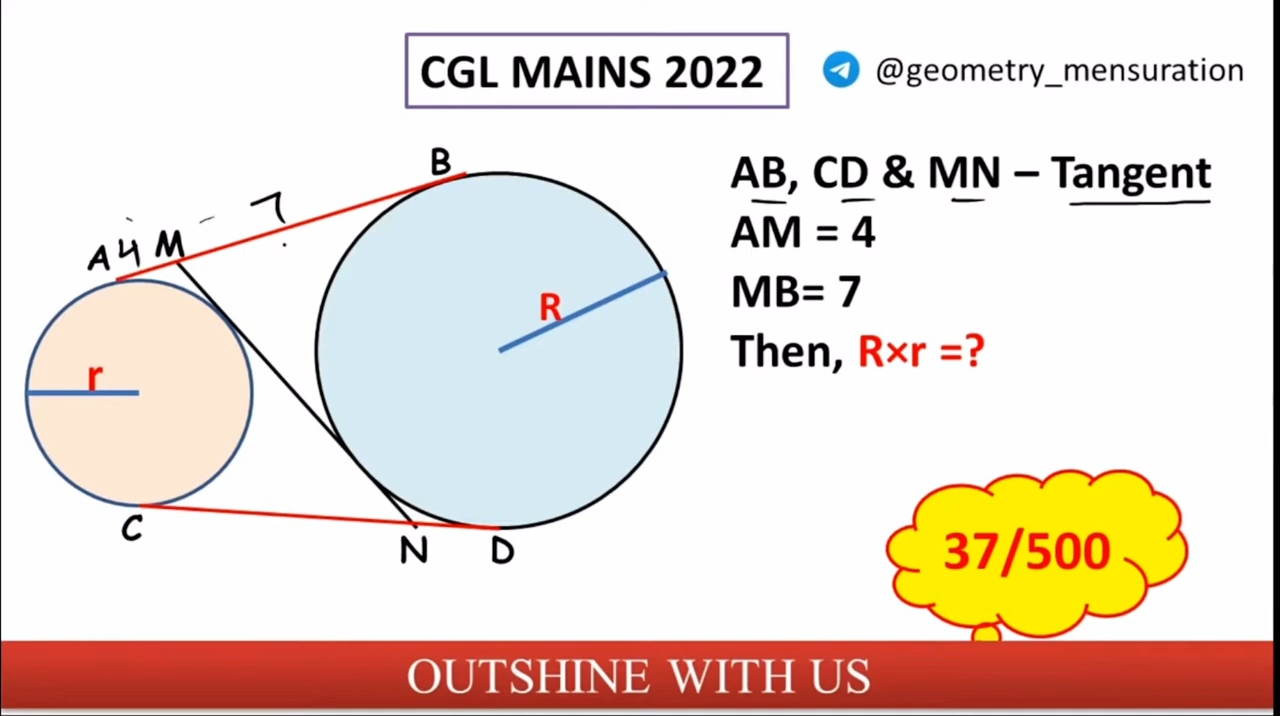 CGL MAINS 2022
@geometry_mensuration
AB, CD & MN – Tangent
AM = 4
MB= 7
Then, R×r =?
B
7
A 4 M
R
r
C
N D
37/500
OUTSHINE WITH US